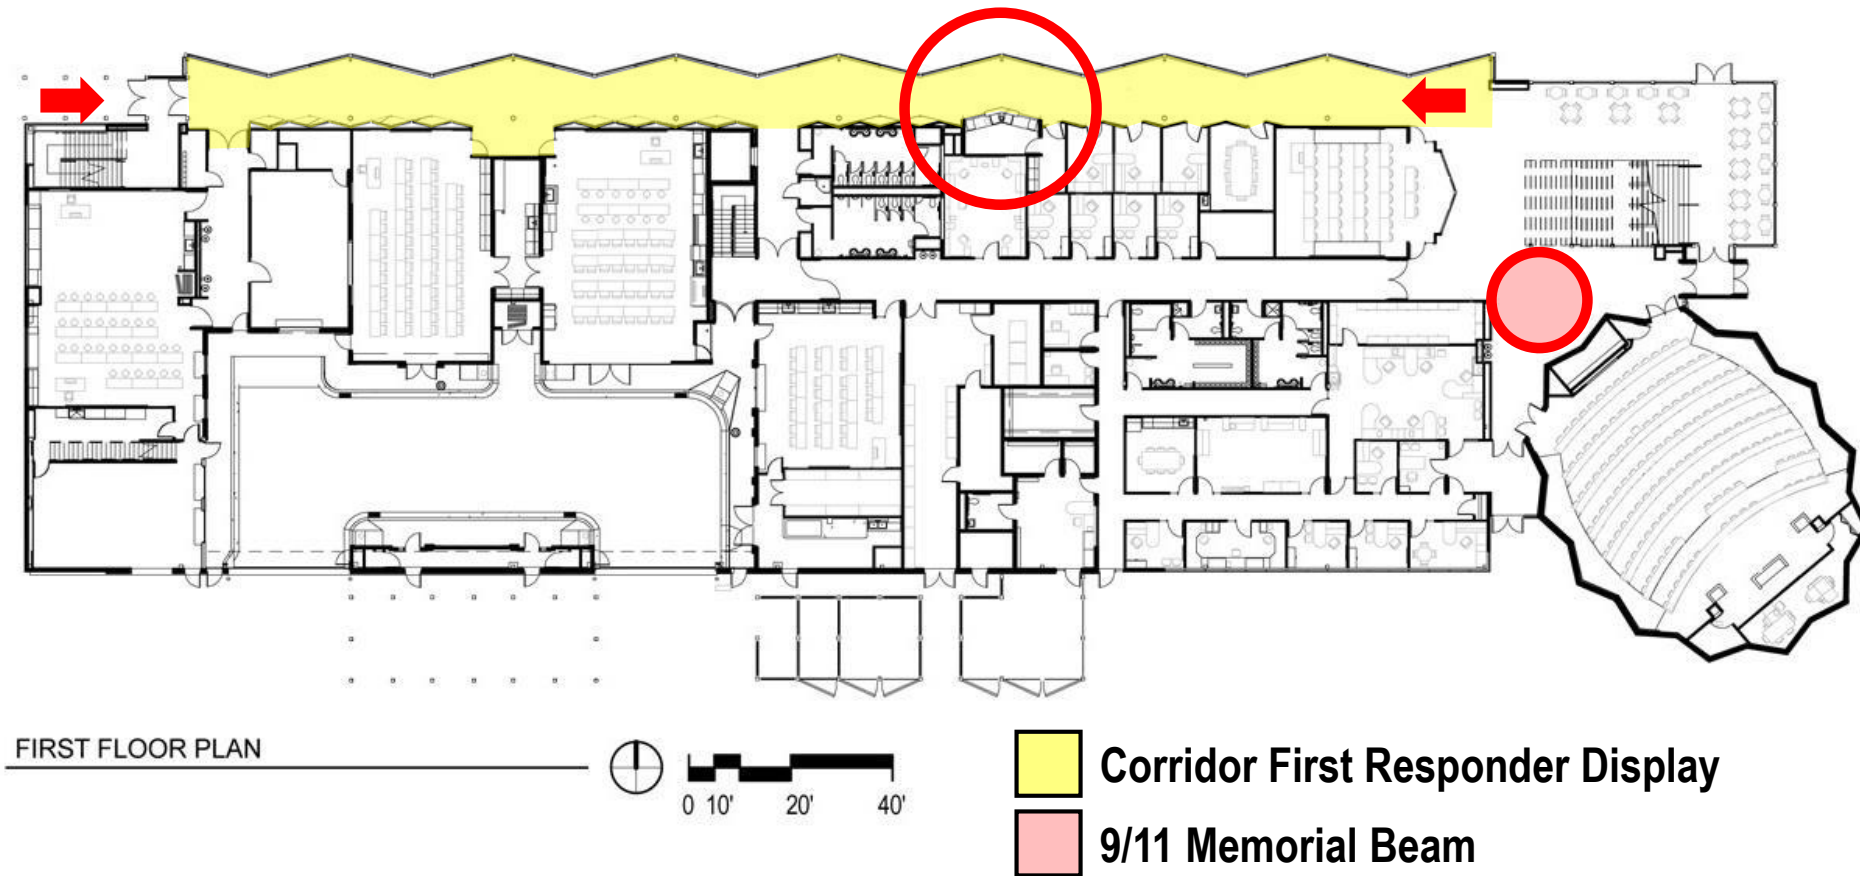 FIRST FLOOR PLAN
0 10' 20' 40'
Corridor First Responder Display
9/11 Memorial Beam